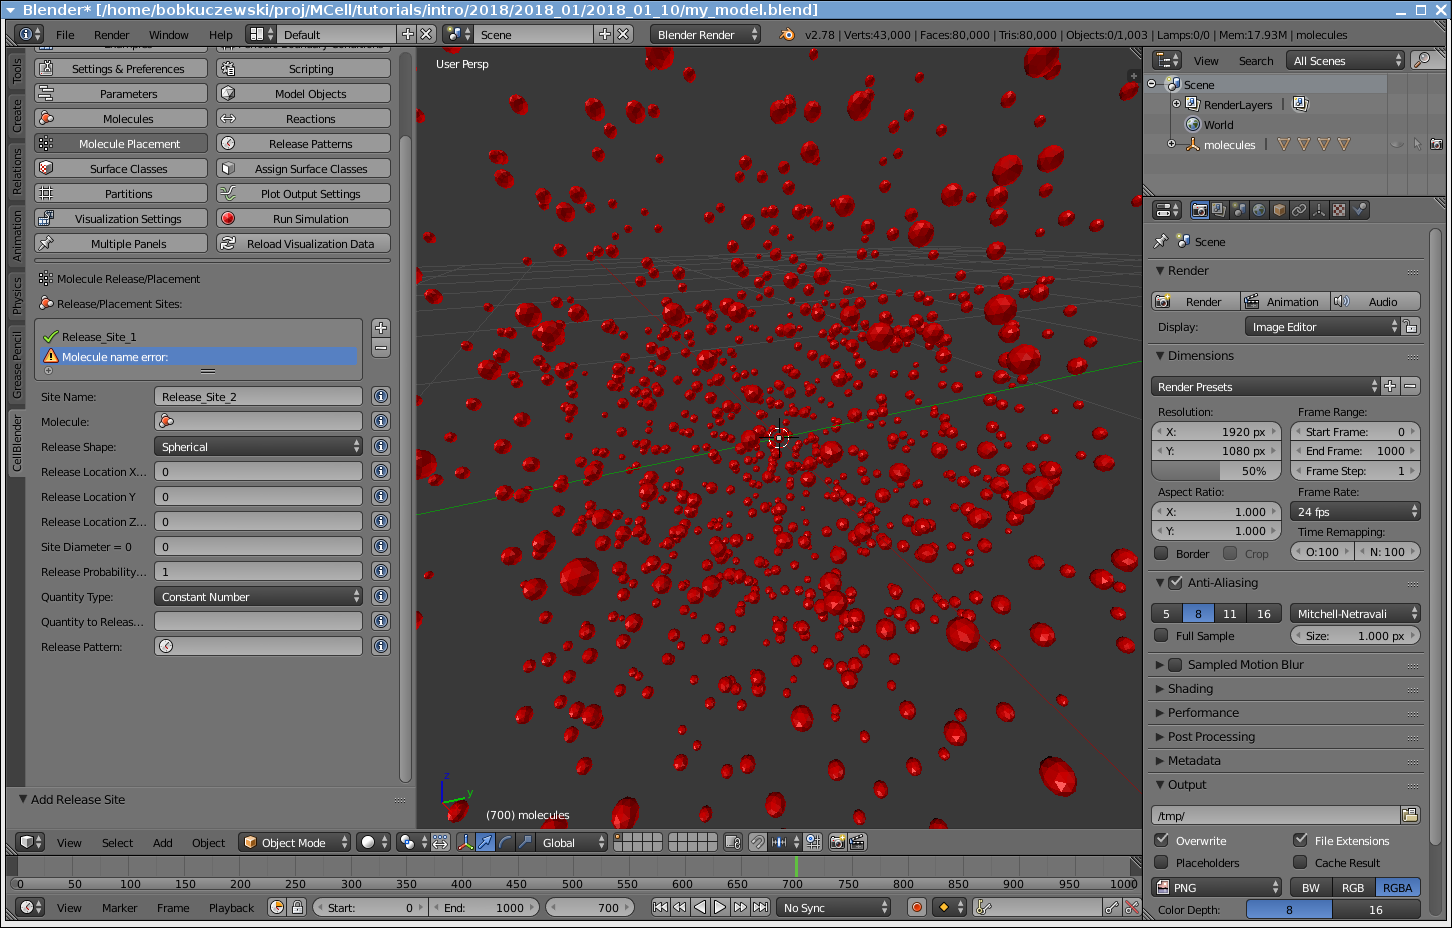 Blender* [/home/bobkuczewski/proj/MCell/tutorials/intro/2018/2018_01/2018_01_10/my_model.blend]
File Render Window Help Default Scene Blender Render v2.78 | Verts:43,000 | Faces:80,000 | Tris:80,000 | Objects:0/1,003 | Lamps:0/0 | Mem:17.93M | molecules
Tools
Create
Relations
Animation
Physics
Grease Pencil
CellBlender
Settings & Preferences Scripting
Parameters Model Objects
Molecules Reactions
Molecule Placement Release Patterns
Surface Classes Assign Surface Classes
Partitions Plot Output Settings
Visualization Settings Run Simulation
Multiple Panels Reload Visualization Data
Molecule Release/Placement
Release/Placement Sites:
Release_Site_1
Molecule name error:
Site Name: Release_Site_2
Molecule:
Release Shape: Spherical
Release Location X... 0
Release Location Y 0
Release Location Z... 0
Site Diameter = 0 0
Release Probability... 1
Quantity Type: Constant Number
Quantity to Releas...
Release Pattern:
Add Release Site
User Persp
z
y
(700) molecules
View Select Add Object Object Mode Global
0 50 100 150 200 250 300 350 400 450 500 550 600 650 700 750 800 850 900 950 1000
View Marker Frame Playback Start: 0 End: 1000 700 No Sync
View Search All Scenes
Scene
RenderLayers |
World
molecules |
Scene
Render
Render Animation Audio
Display: Image Editor
Dimensions
Render Presets
Resolution: Frame Range:
X: 1920 px Start Frame: 0
Y: 1080 px End Frame: 1000
50% Frame Step: 1
Aspect Ratio: Frame Rate:
X: 1.000 24 fps
Y: 1.000 Time Remapping:
Border Crop O:100 N: 100
Anti-Aliasing
5 8 11 16 Mitchell-Netravali
Full Sample Size: 1.000 px
Sampled Motion Blur
Shading
Performance
Post Processing
Metadata
Output
/tmp/
Overwrite File Extensions
Placeholders Cache Result
PNG BW RGB RGBA
Color Depth: 8 16